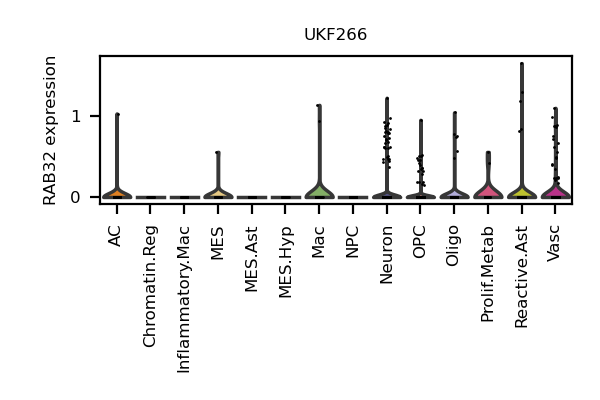 UKF266
RAB32 expression
1
0
AC
Chromatin.Reg
Inflammatory.Mac
MES
MES.Ast
MES.Hyp
Mac
NPC
Neuron
OPC
Oligo
Prolif.Metab
Reactive.Ast
Vasc